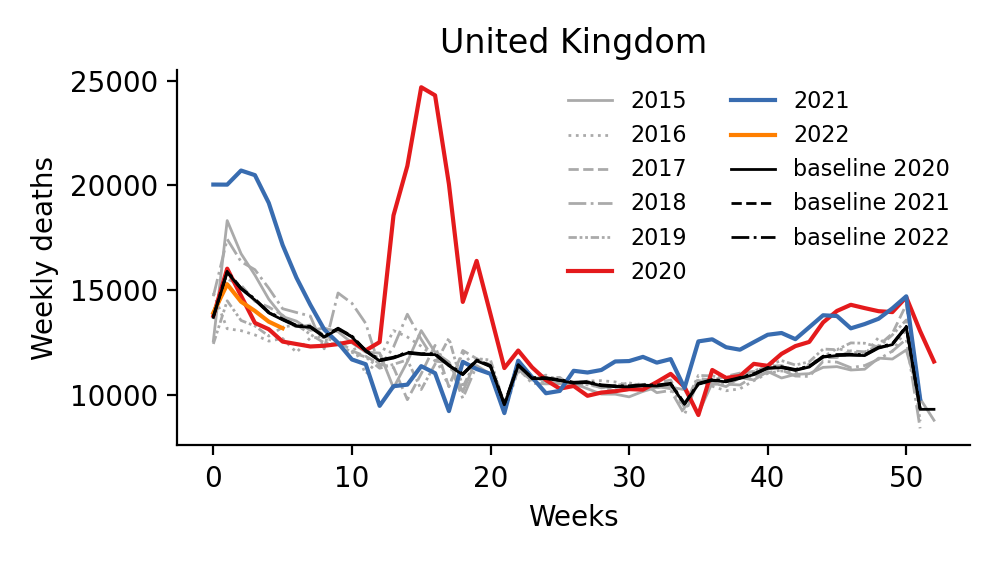 United Kingdom
25000
20000
15000
10000
Weekly deaths
2015
2016
2017
2018
2019
2020
2021
2022
baseline 2020
baseline 2021
baseline 2022
0 10 20 30 40 50
Weeks